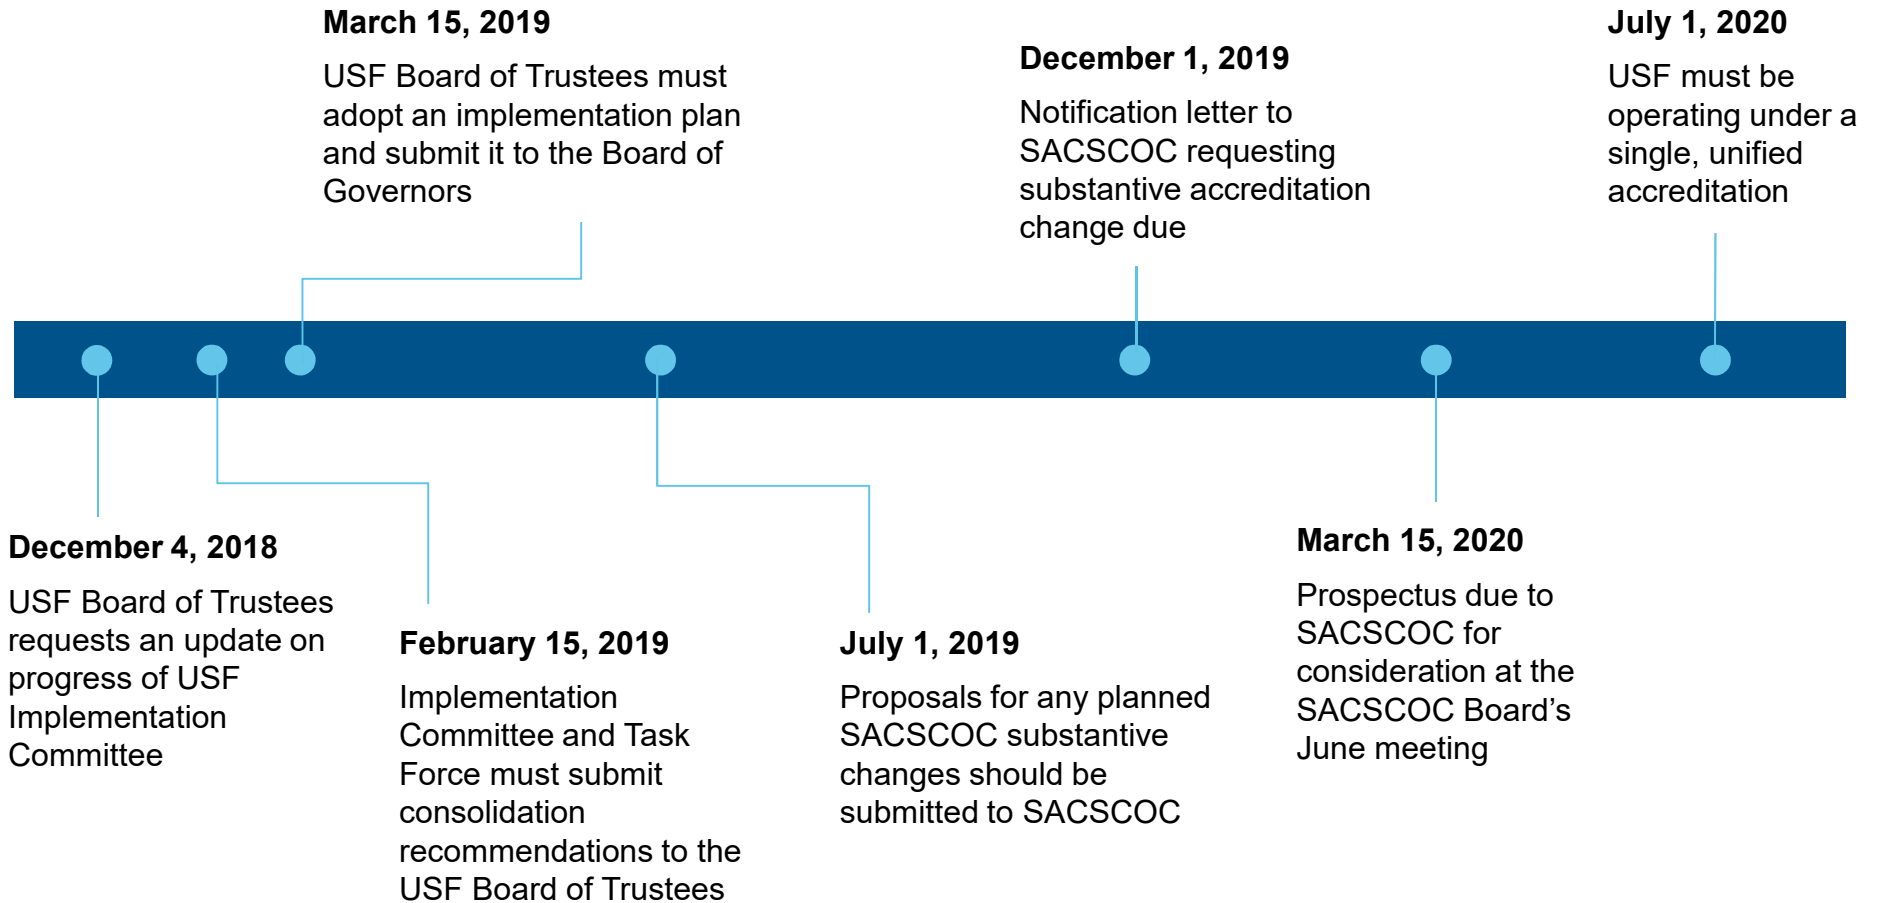 March 15, 2019
USF Board of Trustees must
adopt an implementation plan
and submit it to the Board of
Governors
December 1, 2019
Notification letter to
SACSCOC requesting
substantive accreditation
change due
July 1, 2020
USF must be
operating under a
single, unified
accreditation
December 4, 2018
USF Board of Trustees
requests an update on
progress of USF
Implementation
Committee
February 15, 2019
Implementation
Committee and Task
Force must submit
consolidation
recommendations to the
USF Board of Trustees
July 1, 2019
Proposals for any planned
SACSCOC substantive
changes should be
submitted to SACSCOC
March 15, 2020
Prospectus due to
SACSCOC for
consideration at the
SACSCOC Board’s
June meeting